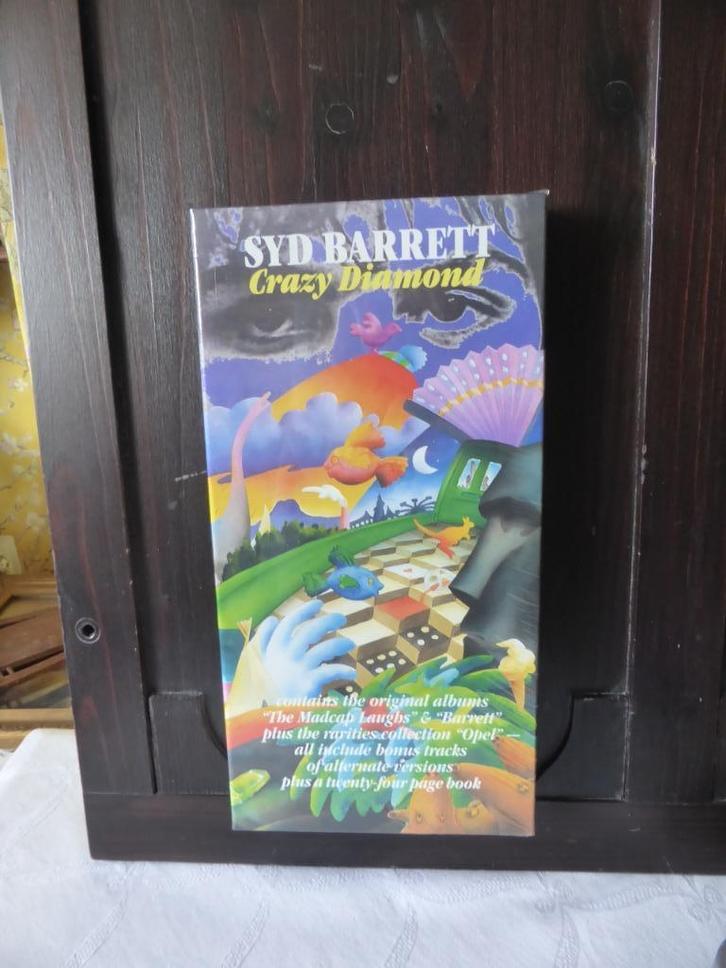 SYD BARRETT
Crazy Diamond
contains the original albums
"The Madcap Laughs" & "Barrett"
plus the rarities collection "Opel" —
all include bonus tracks
of alternate versions
plus a twenty-four page book